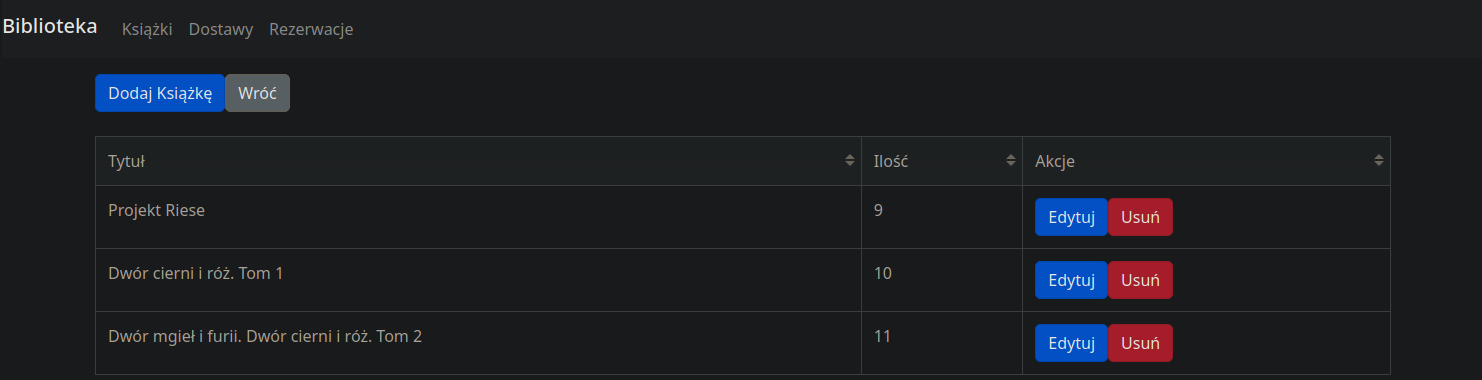 Biblioteka Książki Dostawy Rezerwacje
Dodaj Książkę Wróć
Tytuł Ilość Akcje
Projekt Riese 9 Edytuj Usuń
Dwór cierni i róż. Tom 1 10 Edytuj Usuń
Dwór mgieł i furii. Dwór cierni i róż. Tom 2 11 Edytuj Usuń